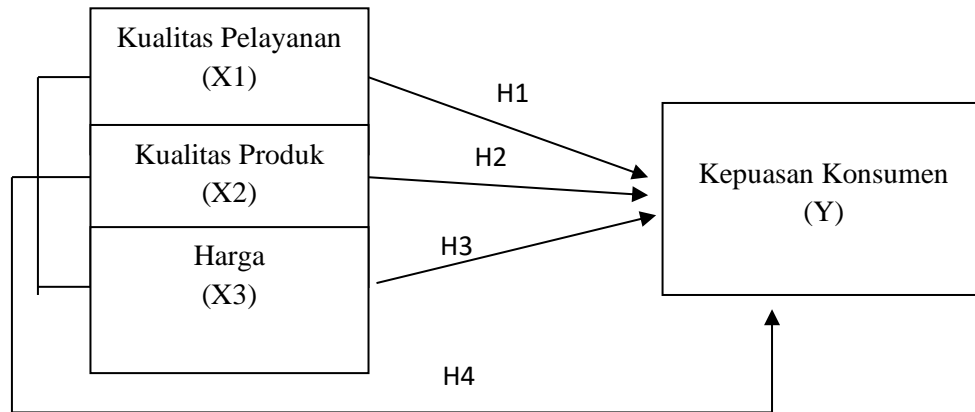 Kualitas Pelayanan
(X1)
H1
Kualitas Produk
(X2)
H2
Kepuasan Konsumen
(Y)
Harga
(X3)
H3
H4